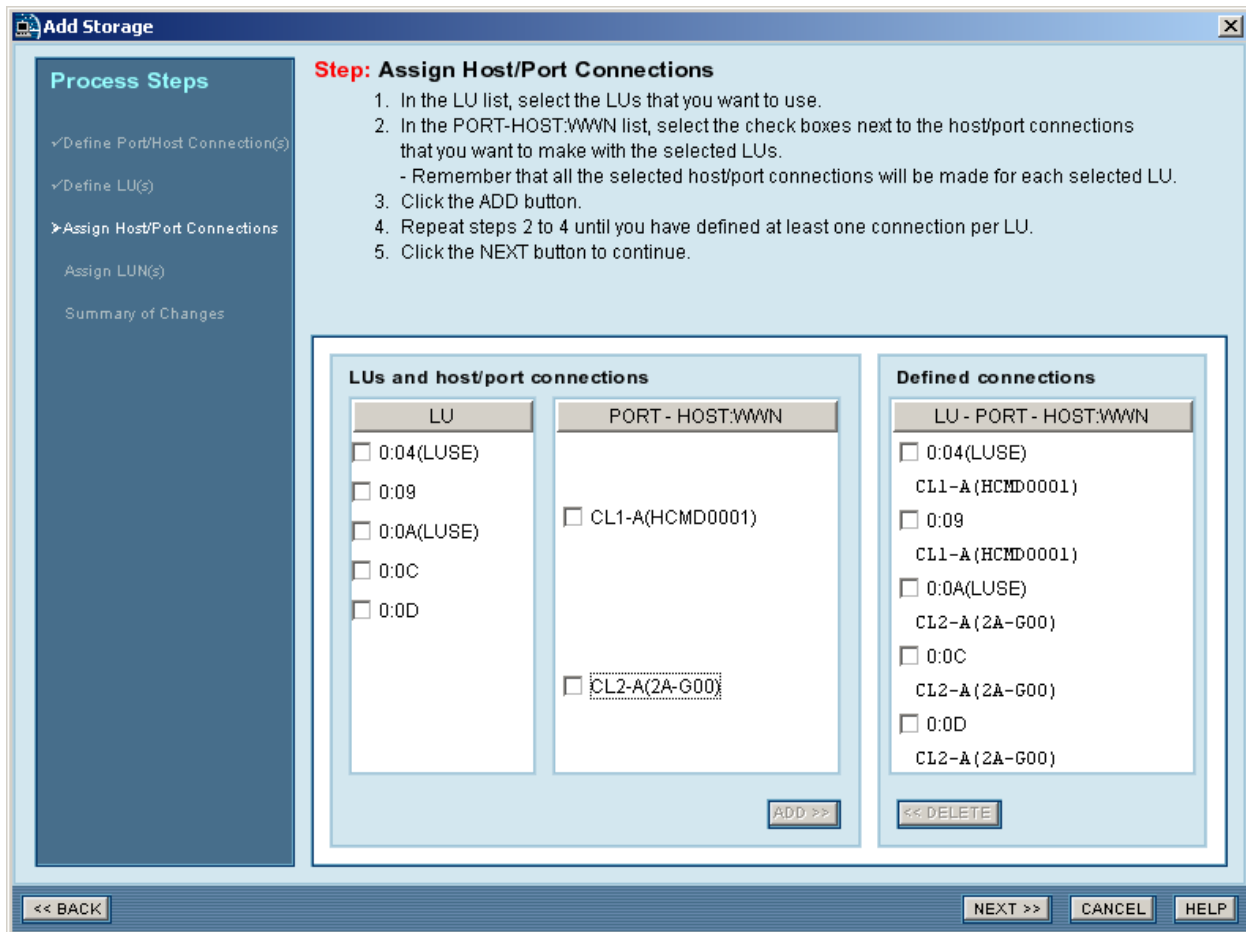 Add Storage
Process Steps
✓Define Port/Host Connection(s)
✓Define LU(s)
➤Assign Host/Port Connections
Assign LUN(s)
Summary of Changes
Step: Assign Host/Port Connections
1. In the LU list, select the LUs that you want to use.
2. In the PORT-HOST:WWN list, select the check boxes next to the host/port connections
that you want to make with the selected LUs.
- Remember that all the selected host/port connections will be made for each selected LU.
3. Click the ADD button.
4. Repeat steps 2 to 4 until you have defined at least one connection per LU.
5. Click the NEXT button to continue.
LUs and host/port connections
LU
0:04(LUSE)
0:09
0:0A(LUSE)
0:0C
0:0D
PORT - HOST:WWN
CL1-A(HCMD0001)
CL2-A(2A-G00)
ADD >>
Defined connections
LU - PORT - HOST:WWN
0:04(LUSE)
CL1-A(HCMD0001)
0:09
CL1-A(HCMD0001)
0:0A(LUSE)
CL2-A(2A-G00)
0:0C
CL2-A(2A-G00)
0:0D
CL2-A(2A-G00)
<< DELETE
<< BACK
NEXT >>
CANCEL
HELP